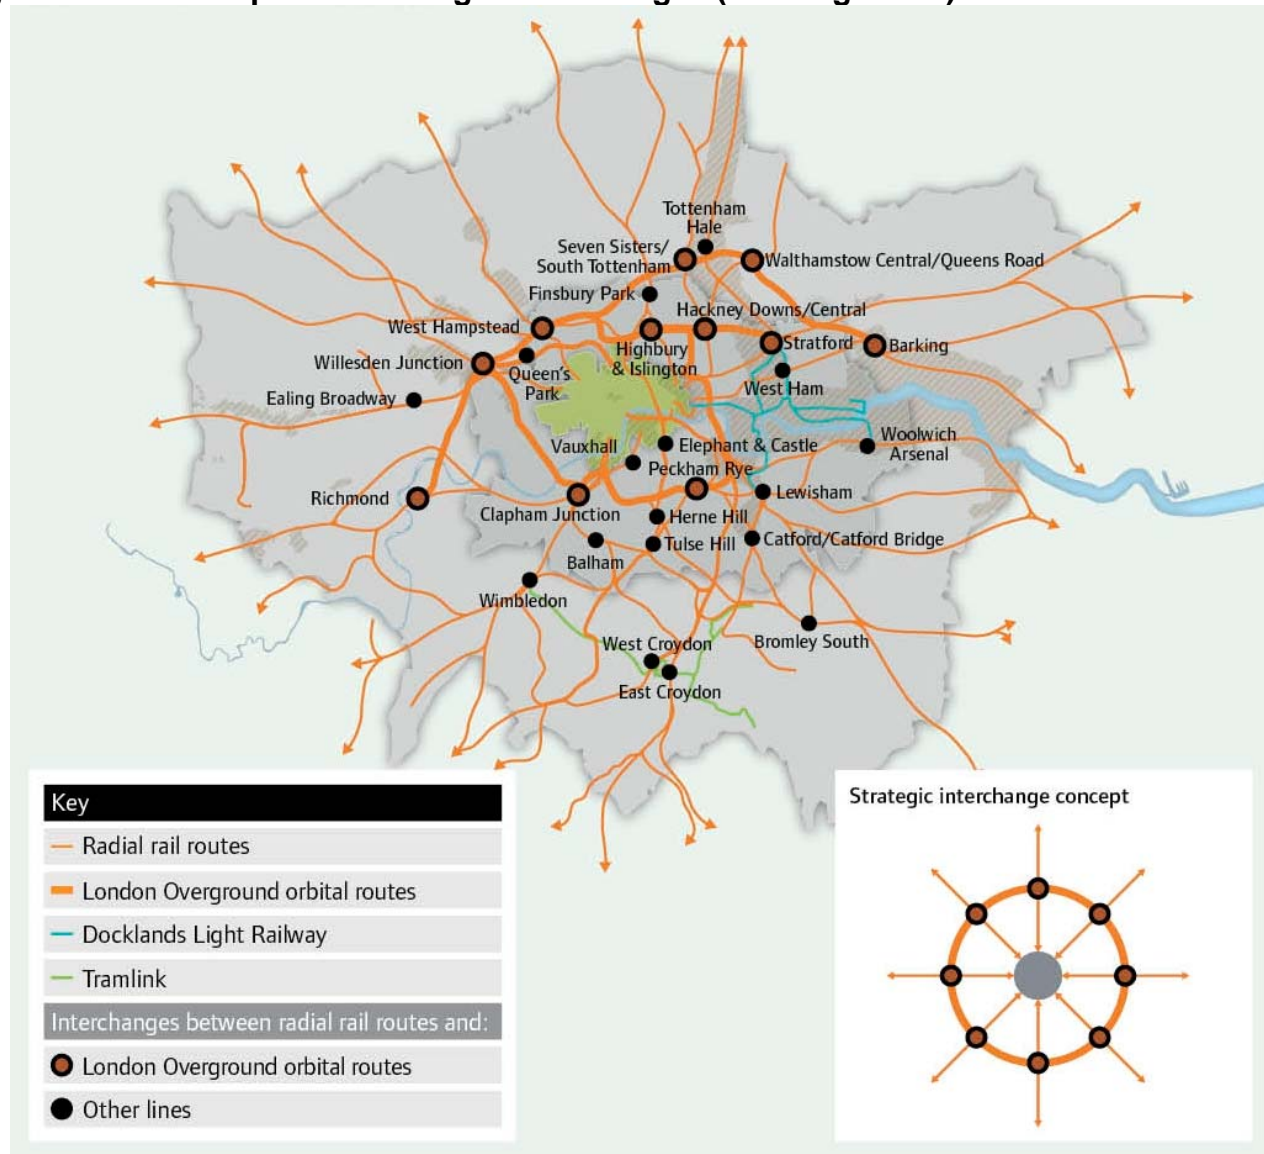 Tottenham
Hale
Seven Sisters/
South Tottenham
Walthamstow Central/Queens Road
Finsbury Park
Hackney Downs/Central
West Hampstead
Highbury
& Islington
Stratford
Barking
Willesden Junction
Queen's
Park
West Ham
Ealing Broadway
Vauxhall
Elephant & Castle
Woolwich
Arsenal
Peckham Rye
Richmond
Lewisham
Clapham Junction
Herne Hill
Tulse Hill
Catford/Catford Bridge
Balham
Wimbledon
West Croydon
Bromley South
East Croydon
Key
Radial rail routes
London Overground orbital routes
Docklands Light Railway
Tramlink
Interchanges between radial rail routes and:
London Overground orbital routes
Other lines
Strategic interchange concept